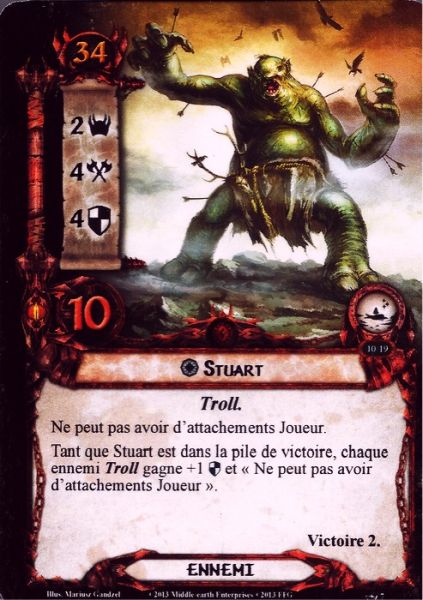 34
2
4
4
10
10 19
Stuart
Troll.
Ne peut pas avoir d'attachements Joueur.
Tant que Stuart est dans la pile de victoire, chaque
ennemi Troll gagne +1 et « Ne peut pas avoir
d'attachements Joueur ».
Victoire 2.
ENNEMI
Illus. Mariusz Gandzel ©2013 Middle-earth Enterprises ©2013 FFG